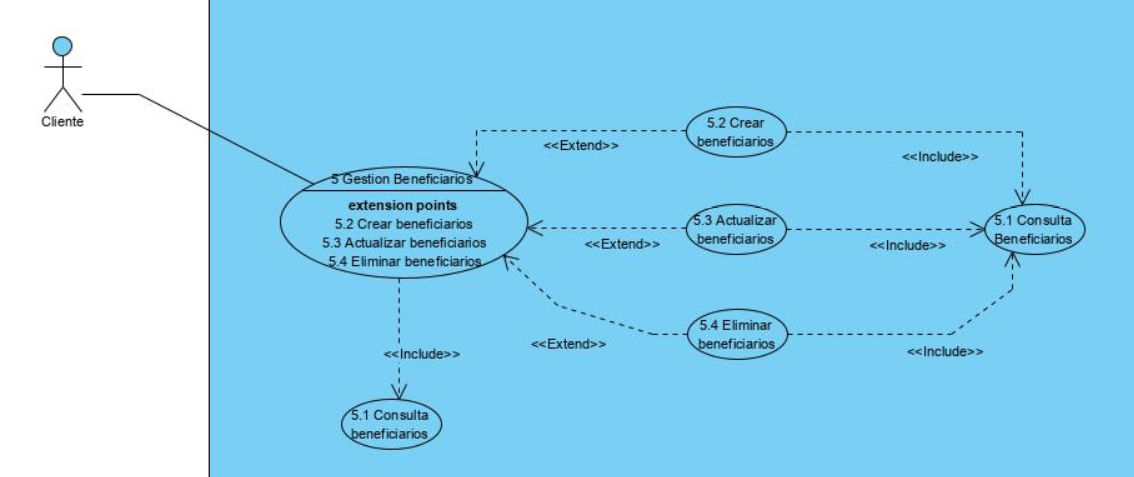 Cliente
5 Gestion Beneficiarios
extension points
5.2 Crear beneficiarios
5.3 Actualizar beneficiarios
5.4 Eliminar beneficiarios
<<Extend>>
5.2 Crear
beneficiarios
<<Include>>
<<Extend>>
5.3 Actualizar
beneficiarios
<<Include>>
5.1 Consulta
Beneficiarios
<<Extend>>
5.4 Eliminar
beneficiarios
<<Include>>
<<Include>>
5.1 Consulta
beneficiarios